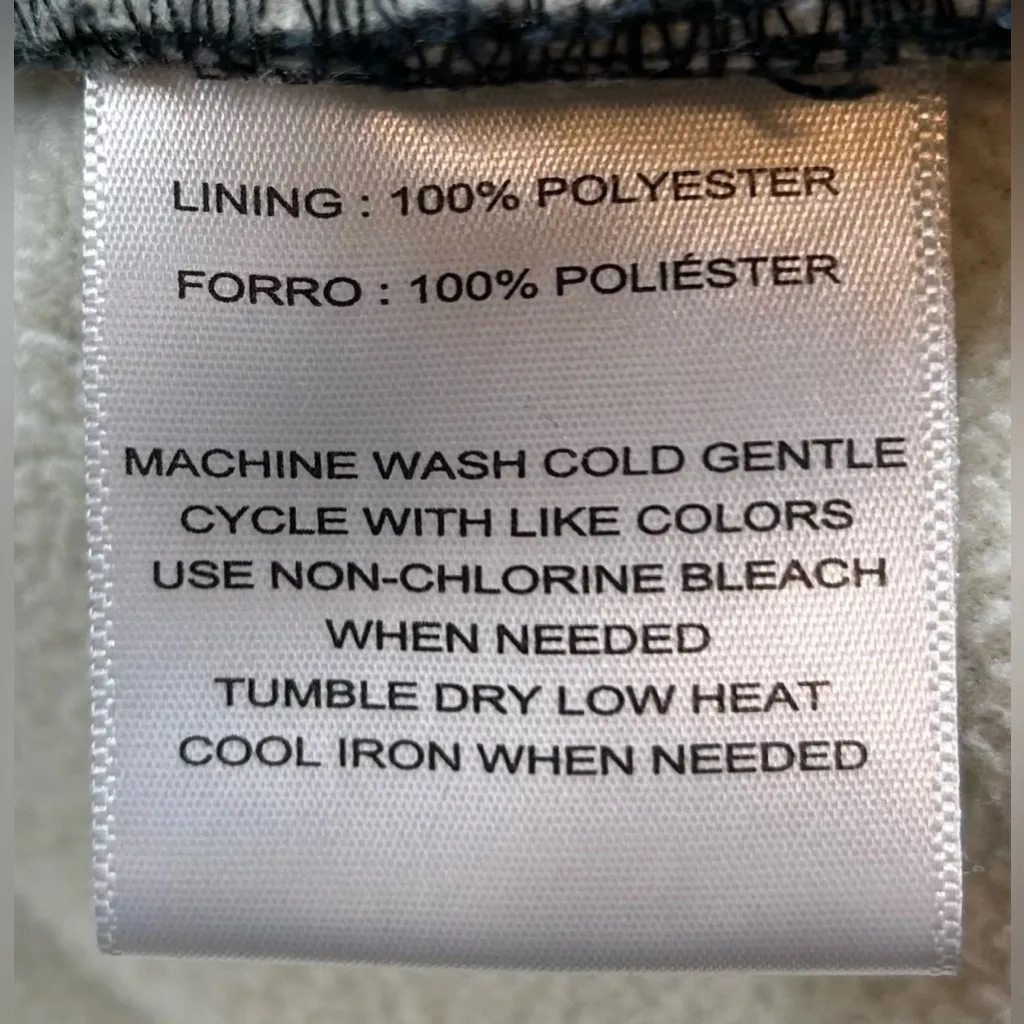 LINING : 100% POLYESTER
FORRO : 100% POLIÉSTER
MACHINE WASH COLD GENTLE
CYCLE WITH LIKE COLORS
USE NON-CHLORINE BLEACH
WHEN NEEDED
TUMBLE DRY LOW HEAT
COOL IRON WHEN NEEDED